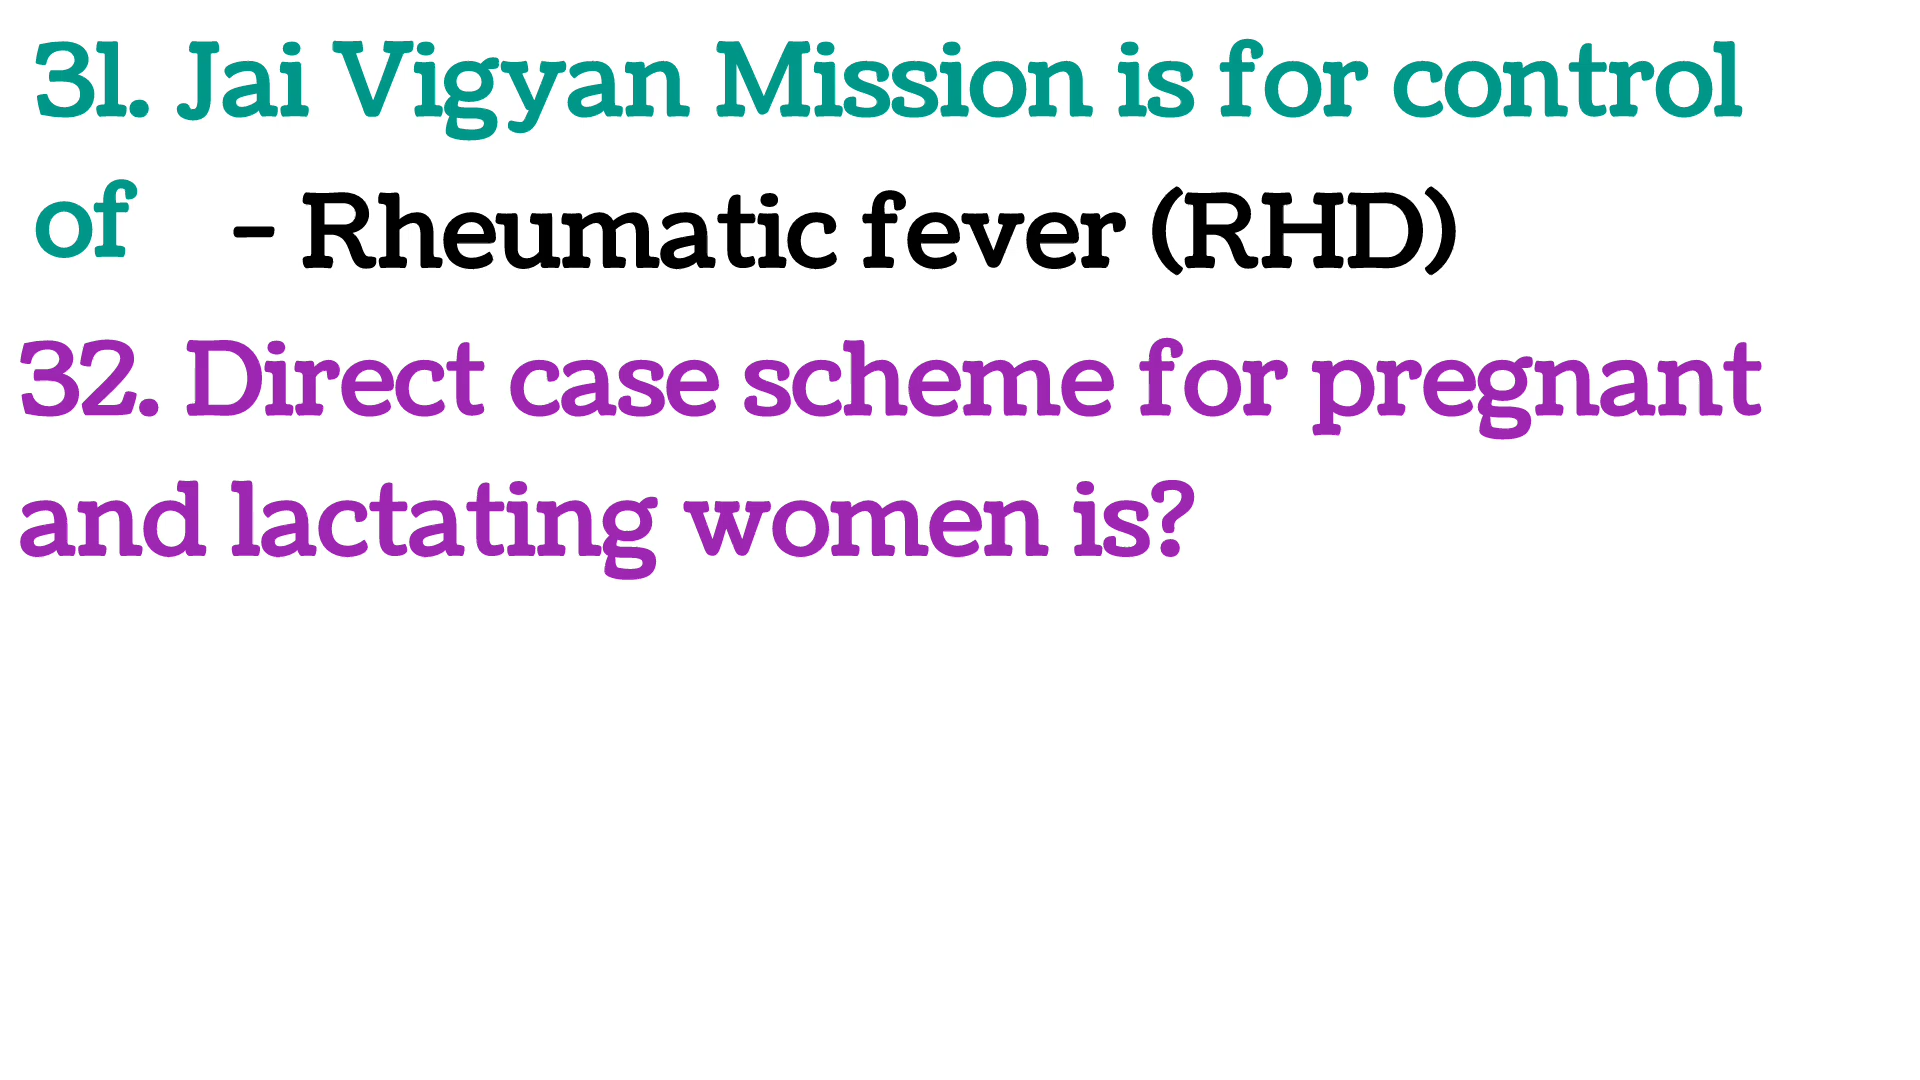 31. Jai Vigyan Mission is for control
of - Rheumatic fever (RHD)
32. Direct case scheme for pregnant
and lactating women is?